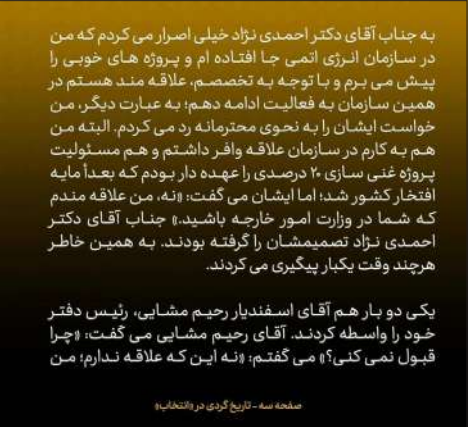 به جناب آقای دکتر احمدی نژاد خیلی اصرار می کردم که من
در سازمان انرژی اتمی جا افتاده ام و پروژه های خوبی را
پیش می برم و با توجه به تخصصم، علاقه مند هستم در
همین سازمان به فعالیت ادامه دهم؛ به عبارت دیگر، من
خواست ایشان را به نحوی محترمانه رد می کردم. البته من
هم به کارم در سازمان علاقه وافر داشتم و هم مسئولیت
پروژه غنی سازی ۲۰ درصدی را عهده دار بودم که بعداً مایه
افتخار کشور شد؛ اما ایشان می گفت: «نه، من علاقه مندم
که شما در وزارت امور خارجه باشید.» جناب آقای دکتر
احمدی نژاد تصمیمشان را گرفته بودند. به همین خاطر
هرچند وقت یکبار پیگیری می کردند.
یکی دو بار هم آقای اسفندیار رحیم مشایی، رئیس دفتر
خود را واسطه کردند. آقای رحیم مشایی می گفت: «چرا
قبول نمی کنی؟» می گفتم: «نه این که علاقه ندارم؛ من
صفحه سه - تاریخ گردی در «انتخاب»